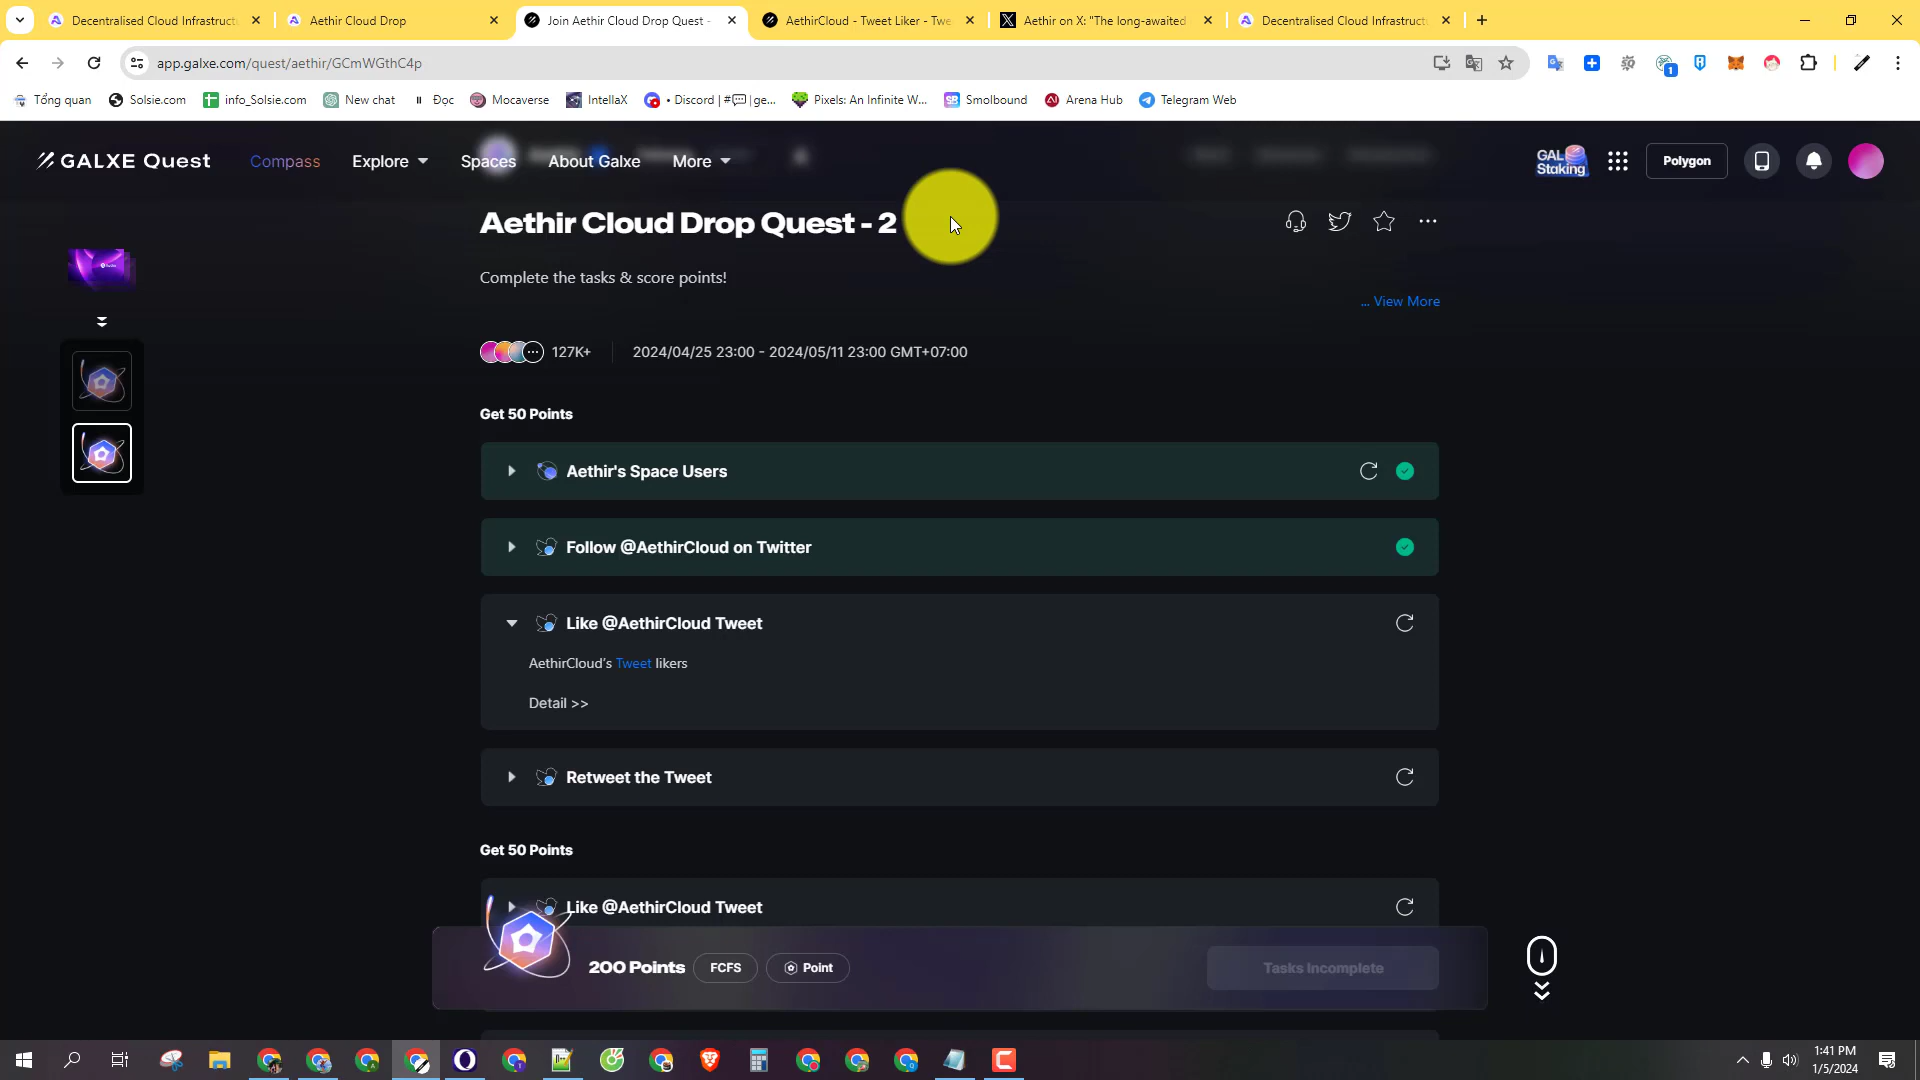 Decentralised Cloud Infrastructu
Aethir Cloud Drop
Join Aethir Cloud Drop Quest -
AethirCloud - Tweet Liker - Twe
Aethir on X: "The long-awaited
Decentralised Cloud Infrastruct
app.galxe.com/quest/aethir/GCmWGthC4p
1
Tổng quan
Solsie.com
info_Solsie.com
New chat
Đọc
Mocaverse
IntellaX
• Discord | #💬 | ge...
Pixels: An Infinite W...
Smolbound
Arena Hub
Telegram Web
GALXE Quest
Compass
Explore
Spaces
About Galxe
More
GAL
Staking
Polygon
Aethir Cloud Drop Quest - 2
Complete the tasks & score points!
... View More
127K+
2024/04/25 23:00 - 2024/05/11 23:00 GMT+07:00
Get 50 Points
Aethir's Space Users
Follow @AethirCloud on Twitter
Like @AethirCloud Tweet
AethirCloud's Tweet likers
Detail >>
Retweet the Tweet
Get 50 Points
Like @AethirCloud Tweet
200 Points
FCFS
Point
Tasks Incomplete
1:41 PM
1/5/2024